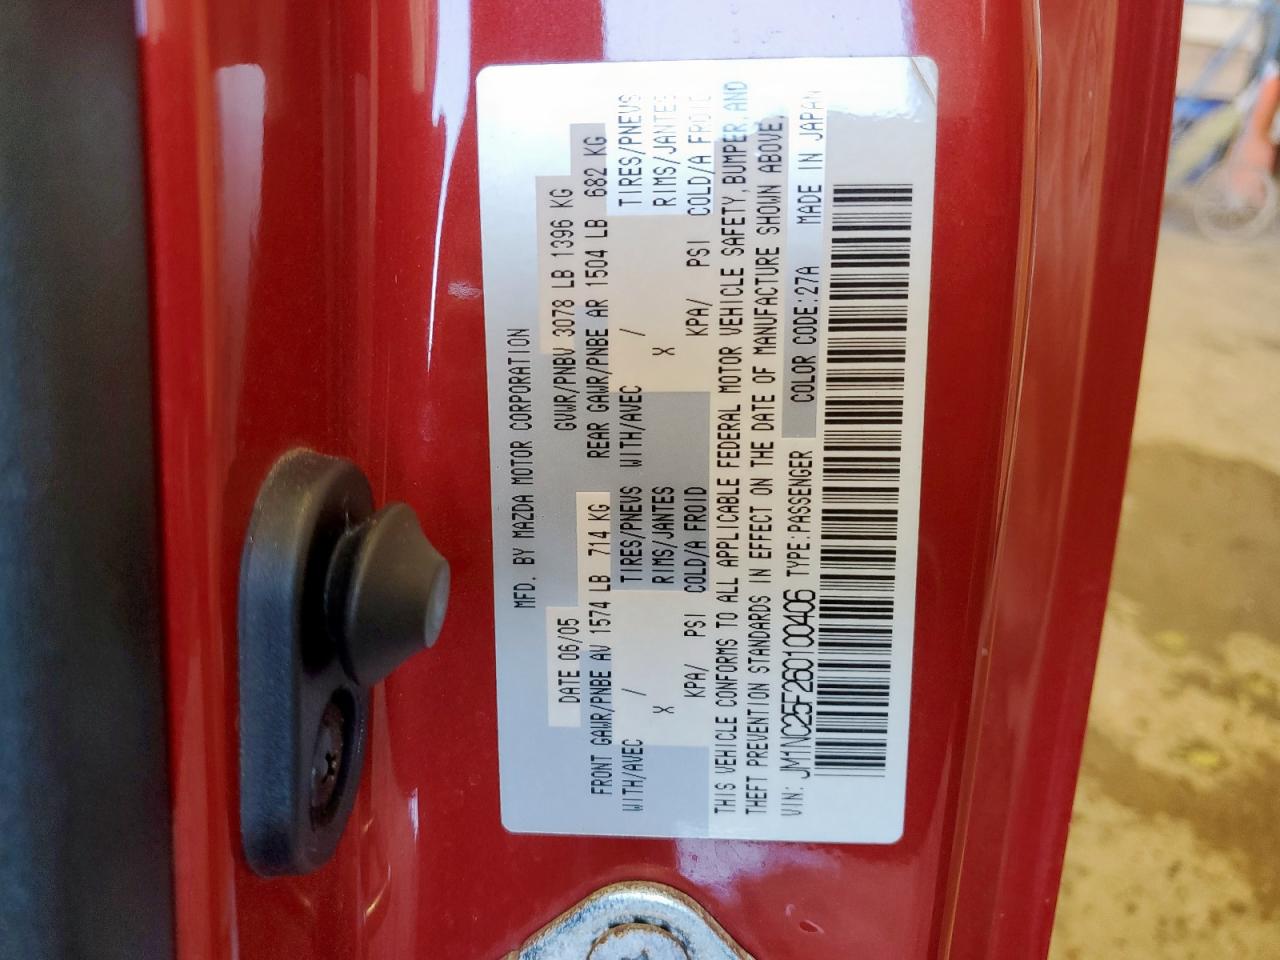 MFD. BY MAZDA MOTOR CORPORATION
DATE 06/05 GVWR/PNBV 3078 LB 1396 KG
FRONT GAWR/PNBE AV 1574 LB 714 KG REAR GAWR/PNBE AR 1504 LB 682 KG
WITH/AVEC / TIRES/PNEUS WITH/AVEC / TIRES/PNEUS
X RIMS/JANTES X RIMS/JANTES
KPA/ PSI COLD/A FROID KPA/ PSI COLD/A FROID
THIS VEHICLE CONFORMS TO ALL APPLICABLE FEDERAL MOTOR VEHICLE SAFETY, BUMPER, AND
THEFT PREVENTION STANDARDS IN EFFECT ON THE DATE OF MANUFACTURE SHOWN ABOVE.
VIN: JM1NC25F260100406 TYPE:PASSENGER COLOR CODE:27A MADE IN JAPAN